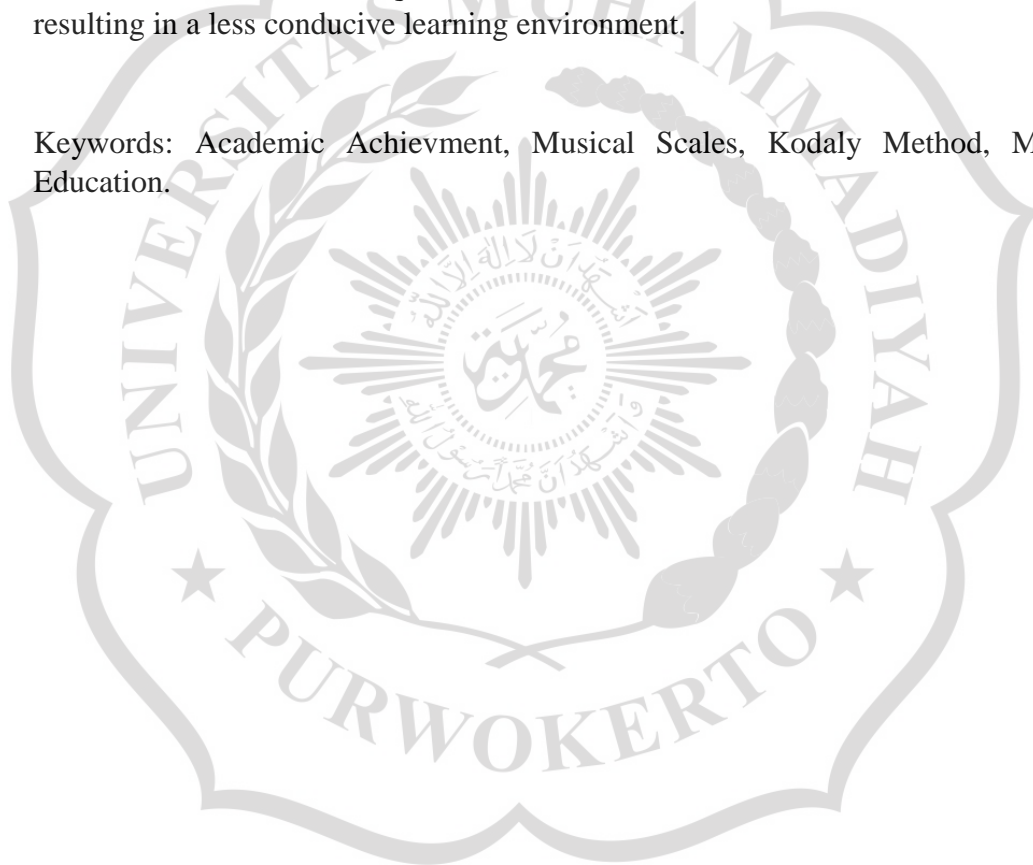 resulting in a less conducive learning environment.
Keywords: Academic Achievment, Musical Scales, Kodaly Method, M
Education.
UNIVERSITAS MUHAMMADIYAH
PURWOKERTO